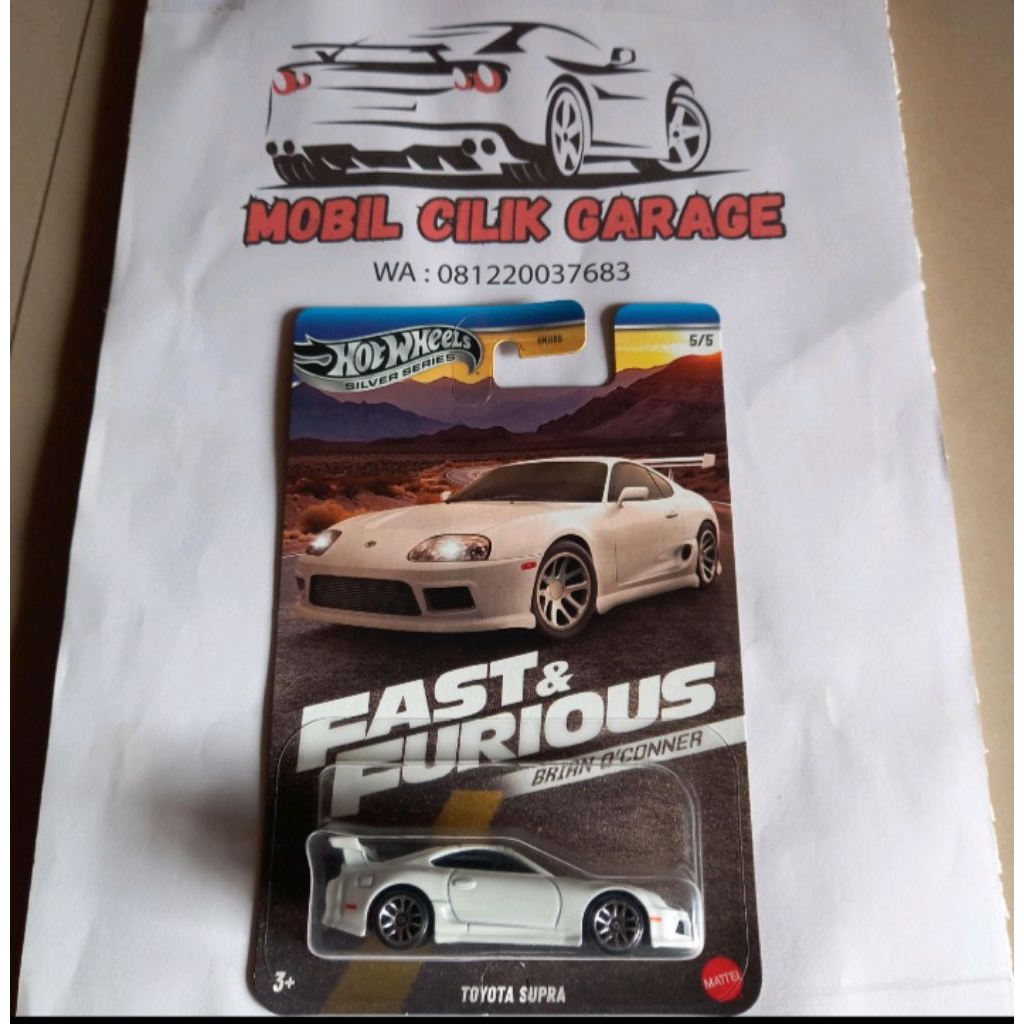 MOBIL CILIK GARAGE
WA : 081220037683
HOT WHEELS
SILVER SERIES
5/5
FAST &
FURIOUS
BRIAN O'CONNER
3+
TOYOTA SUPRA
MATTEL